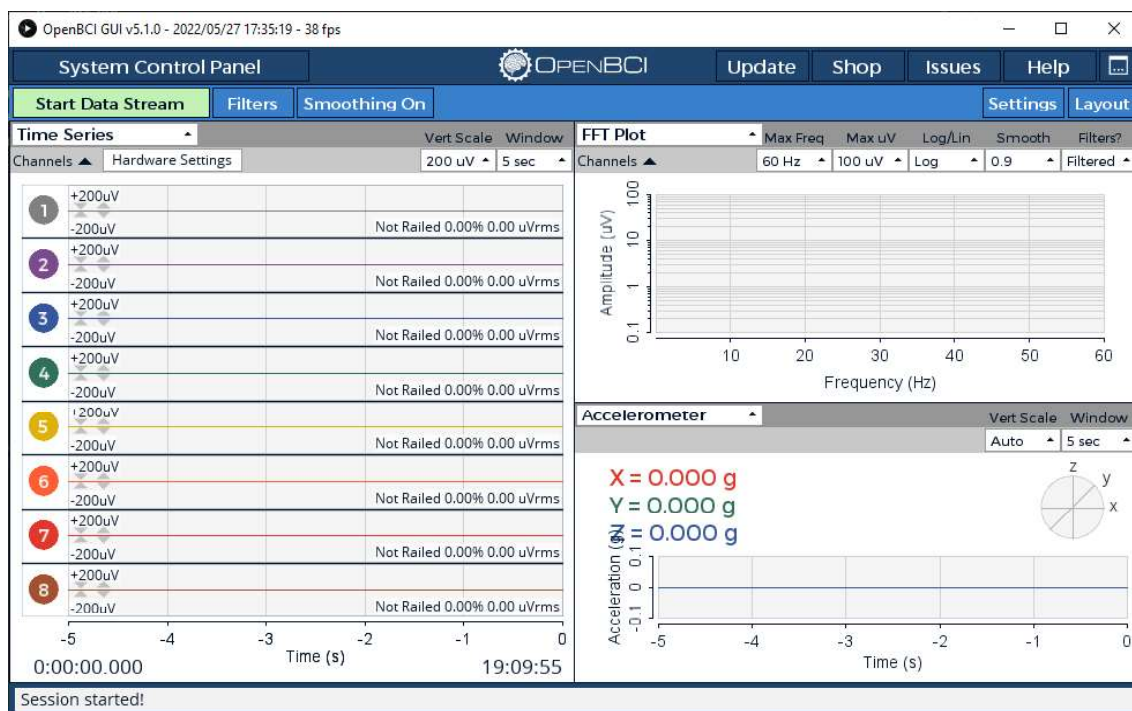 OpenBCI GUI v5.1.0 - 2022/05/27 17:35:19 - 38 fps
System Control Panel
OPENBCI
Update
Shop
Issues
Help
Start Data Stream
Filters
Smoothing On
Settings
Layout
Time Series
Vert Scale
Window
Channels
Hardware Settings
200 uV
5 sec
1
+200uV
-200uV
Not Railed 0.00% 0.00 uVrms
2
+200uV
-200uV
Not Railed 0.00% 0.00 uVrms
3
+200uV
-200uV
Not Railed 0.00% 0.00 uVrms
4
+200uV
-200uV
Not Railed 0.00% 0.00 uVrms
5
+200uV
-200uV
Not Railed 0.00% 0.00 uVrms
6
+200uV
-200uV
Not Railed 0.00% 0.00 uVrms
7
+200uV
-200uV
Not Railed 0.00% 0.00 uVrms
8
+200uV
-200uV
Not Railed 0.00% 0.00 uVrms
-5 -4 -3 -2 -1 0
Time (s)
0:00:00.000
19:09:55
FFT Plot
Max Freq
Max uV
Log/Lin
Smooth
Filters?
Channels
60 Hz
100 uV
Log
0.9
Filtered
Amplitude (uV)
100
10
1
0.1
10 20 30 40 50 60
Frequency (Hz)
Accelerometer
Vert Scale
Window
Auto
5 sec
X = 0.000 g
Y = 0.000 g
Z = 0.000 g
z
y
x
Acceleration (g)
0.1
0
-0.1
-5 -4 -3 -2 -1 0
Time (s)
Session started!